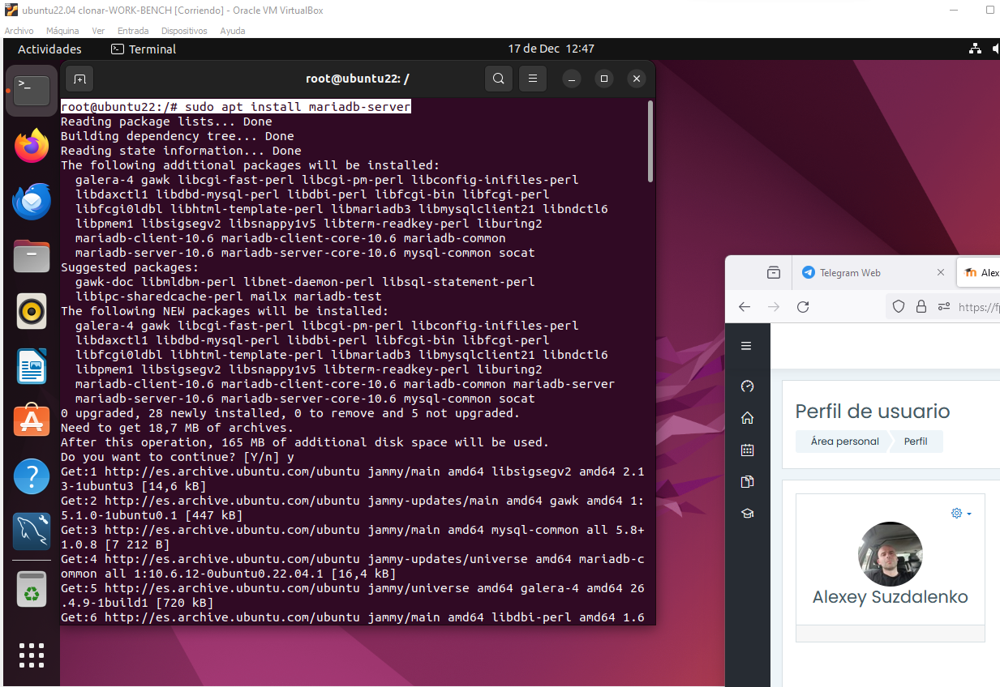 ubuntu22.04 clonar-WORK-BENCH [Corriendo] - Oracle VM VirtualBox
Archivo Máquina Ver Entrada Dispositivos Ayuda
Actividades Terminal 17 de Dec 12:47
root@ubuntu22: /
root@ubuntu22:/# sudo apt install mariadb-server
Reading package lists... Done
Building dependency tree... Done
Reading state information... Done
The following additional packages will be installed:
galera-4 gawk libcgi-fast-perl libcgi-pm-perl libconfig-inifiles-perl
libdaxctl1 libdbd-mysql-perl libdbi-perl libfcgi-bin libfcgi-perl
libfcgi0ldbl libhtml-template-perl libmariadb3 libmysqlclient21 libndctl6
libpmem1 libsigsegv2 libsnappy1v5 libterm-readkey-perl liburing2
mariadb-client-10.6 mariadb-client-core-10.6 mariadb-common
mariadb-server-10.6 mariadb-server-core-10.6 mysql-common socat
Suggested packages:
gawk-doc libmldbm-perl libnet-daemon-perl libsql-statement-perl
libipc-sharedcache-perl mailx mariadb-test
The following NEW packages will be installed:
galera-4 gawk libcgi-fast-perl libcgi-pm-perl libconfig-inifiles-perl
libdaxctl1 libdbd-mysql-perl libdbi-perl libfcgi-bin libfcgi-perl
libfcgi0ldbl libhtml-template-perl libmariadb3 libmysqlclient21 libndctl6
libpmem1 libsigsegv2 libsnappy1v5 libterm-readkey-perl liburing2
mariadb-client-10.6 mariadb-client-core-10.6 mariadb-common mariadb-server
mariadb-server-10.6 mariadb-server-core-10.6 mysql-common socat
0 upgraded, 28 newly installed, 0 to remove and 5 not upgraded.
Need to get 18,7 MB of archives.
After this operation, 165 MB of additional disk space will be used.
Do you want to continue? [Y/n] y
Get:1 http://es.archive.ubuntu.com/ubuntu jammy/main amd64 libsigsegv2 amd64 2.1
3-1ubuntu3 [14,6 kB]
Get:2 http://es.archive.ubuntu.com/ubuntu jammy-updates/main amd64 gawk amd64 1:
5.1.0-1ubuntu0.1 [447 kB]
Get:3 http://es.archive.ubuntu.com/ubuntu jammy/main amd64 mysql-common all 5.8+
1.0.8 [7 212 B]
Get:4 http://es.archive.ubuntu.com/ubuntu jammy-updates/universe amd64 mariadb-c
ommon all 1:10.6.12-0ubuntu0.22.04.1 [16,4 kB]
Get:5 http://es.archive.ubuntu.com/ubuntu jammy/universe amd64 galera-4 amd64 26
.4.9-1build1 [720 kB]
Get:6 http://es.archive.ubuntu.com/ubuntu jammy/main amd64 libdbi-perl amd64 1.6
Telegram Web
Alex
https://fp
Perfil de usuario
Área personal Perfil
Alexey Suzdalenko